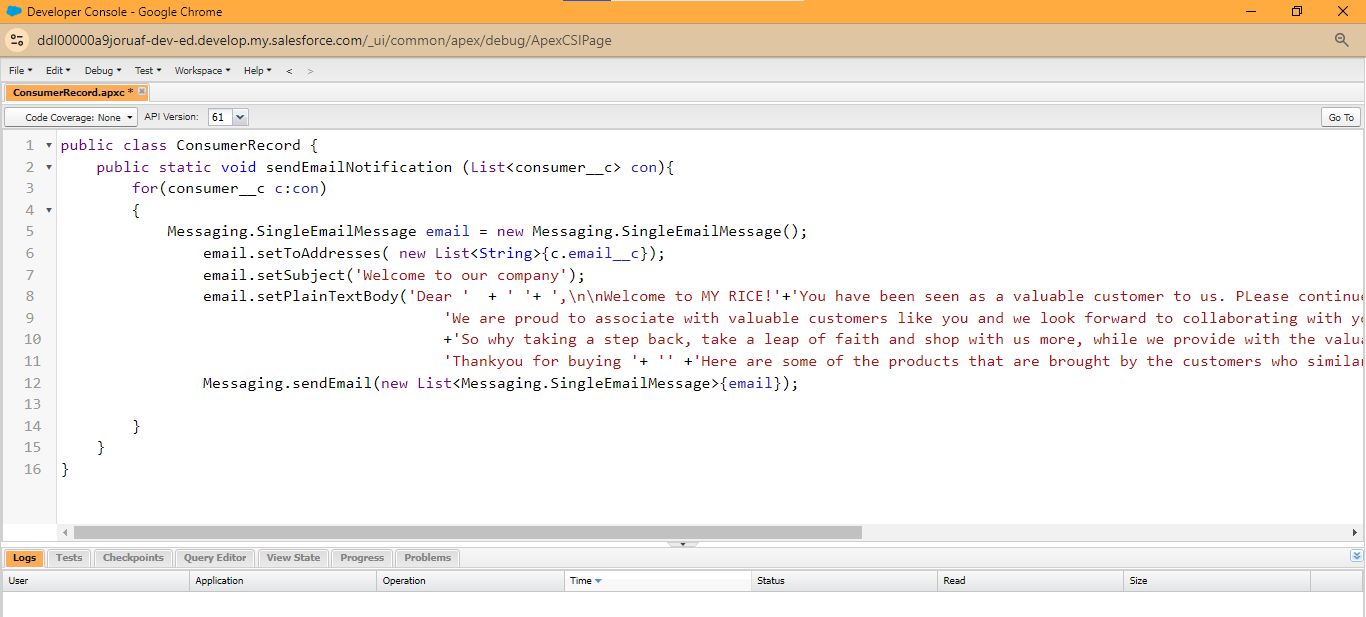 Developer Console - Google Chrome
ddl00000a9joruaf-dev-ed.develop.my.salesforce.com/_ui/common/apex/debug/ApexCSIPage
File Edit Debug Test Workspace Help < >
ConsumerRecord.apxc *
Code Coverage: None API Version: 61 Go To
1 public class ConsumerRecord {
2 public static void sendEmailNotification (List<consumer__c> con){
3 for(consumer__c c:con)
4 {
5 Messaging.SingleEmailMessage email = new Messaging.SingleEmailMessage();
6 email.setToAddresses( new List<String>{c.email__c});
7 email.setSubject('Welcome to our company');
8 email.setPlainTextBody('Dear ' + ' '+ ',\n\nWelcome to MY RICE!'+'You have been seen as a valuable customer to us. PLease continue
9 'We are proud to associate with valuable customers like you and we look forward to collaborating with
10 +'So why taking a step back, take a leap of faith and shop with us more, while we provide with the
11 'Thankyou for buying '+ '' +'Here are some of the products that are brought by the customers who
12 Messaging.sendEmail(new List<Messaging.SingleEmailMessage>{email});
13
14 }
15 }
16 }
Logs Tests Checkpoints Query Editor View State Progress Problems
User Application Operation Time Status Read Size